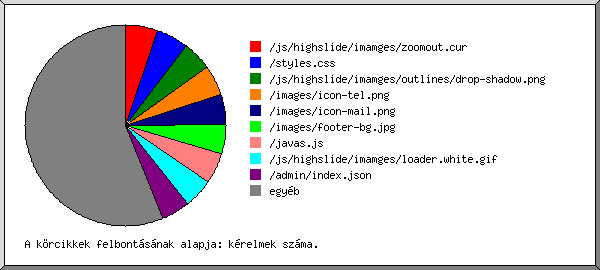 /js/highslide/imamges/zoomout.cur
/styles.css
/js/highslide/imamges/outlines/drop-shadow.png
/images/icon-tel.png
/images/icon-mail.png
/images/footer-bg.jpg
/javas.js
/js/highslide/imamges/loader.white.gif
/admin/index.json
egyéb
A körcikkek felbontásának alapja: kérelmek száma.